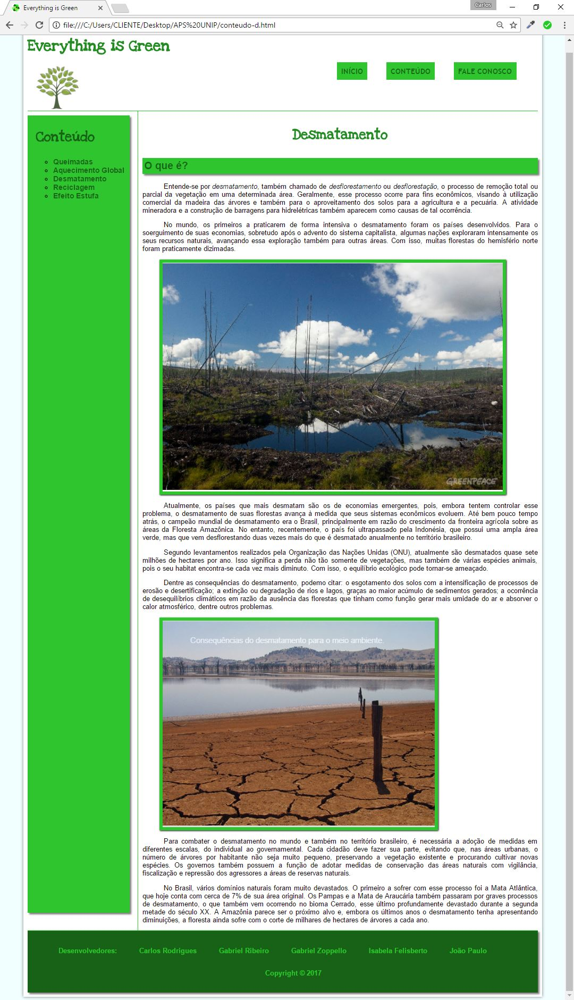 Everything is Green
Carlos
file:///C:/Users/CLIENTE/Desktop/APS%20UNIP/conteudo-d.html
Everything is Green
INÍCIO
CONTEÚDO
FALE CONOSCO
Conteúdo
Queimadas
Aquecimento Global
Desmatamento
Reciclagem
Efeito Estufa
Desmatamento
O que é?
Entende-se por desmatamento, também chamado de desflorestamento ou desflorestação, o processo de remoção total ou
parcial da vegetação em uma determinada área. Geralmente, esse processo ocorre para fins econômicos, visando à utilização
comercial da madeira das árvores e também para o aproveitamento dos solos para a agricultura e a pecuária. A atividade
mineradora e a construção de barragens para hidrelétricas também aparecem como causas de tal ocorrência.
No mundo, os primeiros a praticarem de forma intensiva o desmatamento foram os países desenvolvidos. Para o
soerguimento de suas economias, sobretudo após o advento do sistema capitalista, algumas nações exploraram intensamente os
seus recursos naturais, avançando essa exploração também para outras áreas. Com isso, muitas florestas do hemisfério norte
foram praticamente dizimadas.
GREENPEACE
Atualmente, os países que mais desmatam são os de economias emergentes, pois, embora tentem controlar esse
problema, o desmatamento de suas florestas avança à medida que seus sistemas econômicos evoluem. Até bem pouco tempo
atrás, o campeão mundial de desmatamento era o Brasil, principalmente em razão do crescimento da fronteira agrícola sobre as
áreas da Floresta Amazônica. No entanto, recentemente, o país foi ultrapassado pela Indonésia, que possui uma ampla área
verde, mas que vem desflorestando duas vezes mais do que é desmatado anualmente no território brasileiro.
Segundo levantamentos realizados pela Organização das Nações Unidas (ONU), atualmente são desmatados quase sete
milhões de hectares por ano. Isso significa a perda não tão somente de vegetações, mas também de várias espécies animais,
pois o seu habitat encontra-se cada vez mais diminuto. Com isso, o equilíbrio ecológico pode tornar-se ameaçado.
Dentre as consequências do desmatamento, podemo citar: o esgotamento dos solos com a intensificação de processos de
erosão e desertificação; a extinção ou degradação de rios e lagos, graças ao maior acúmulo de sedimentos gerados; a ocorrência
de desequilíbrios climáticos em razão da ausência das florestas que tinham como função gerar mais umidade do ar e absorver o
calor atmosférico, dentre outros problemas.
Consequências do desmatamento para o meio ambiente.
Para combater o desmatamento no mundo e também no território brasileiro, é necessária a adoção de medidas em
diferentes escalas, do individual ao governamental. Cada cidadão deve fazer sua parte, evitando que, nas áreas urbanas, o
número de árvores por habitante não seja muito pequeno, preservando a vegetação existente e procurando cultivar novas
espécies. Os governos também possuem a função de adotar medidas de conservação das áreas naturais com vigilância,
fiscalização e repressão dos agressores a áreas de reservas naturais.
No Brasil, vários domínios naturais foram muito devastados. O primeiro a sofrer com esse processo foi a Mata Atlântica,
que hoje conta com cerca de 7% de sua área original. Os Pampas e a Mata de Araucária também passaram por graves processos
de desmatamento, o que também vem ocorrendo no bioma Cerrado, esse último profundamente devastado durante a segunda
metade do século XX. A Amazônia parece ser o próximo alvo e, embora os últimos anos o desmatamento tenha apresentando
diminuições, a floresta ainda sofre com o corte de milhares de hectares de árvores a cada ano.
Desenvolvedores: Carlos Rodrigues Gabriel Ribeiro Gabriel Zoppello Isabela Felisberto João Paulo
Copyright © 2017